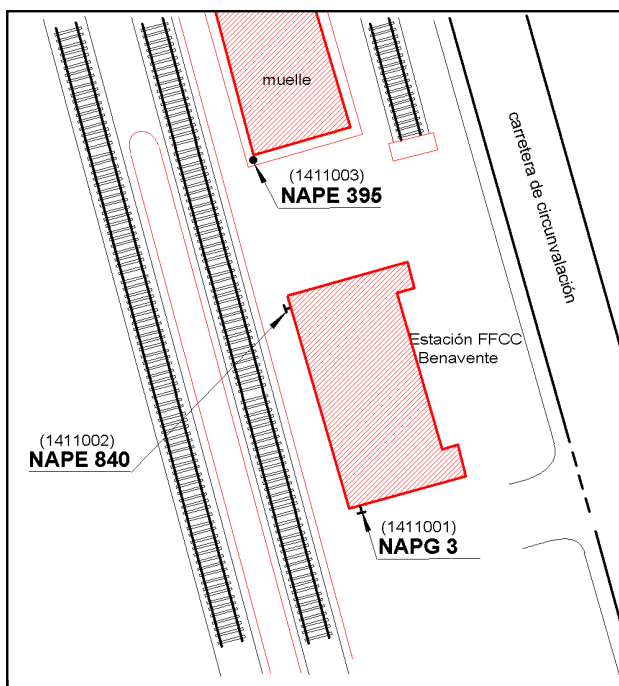 muelle
carretera de circunvalación
(1411003)
NAPE 395
Estación FFCC
Benavente
(1411002)
NAPE 840
(1411001)
NAPG 3